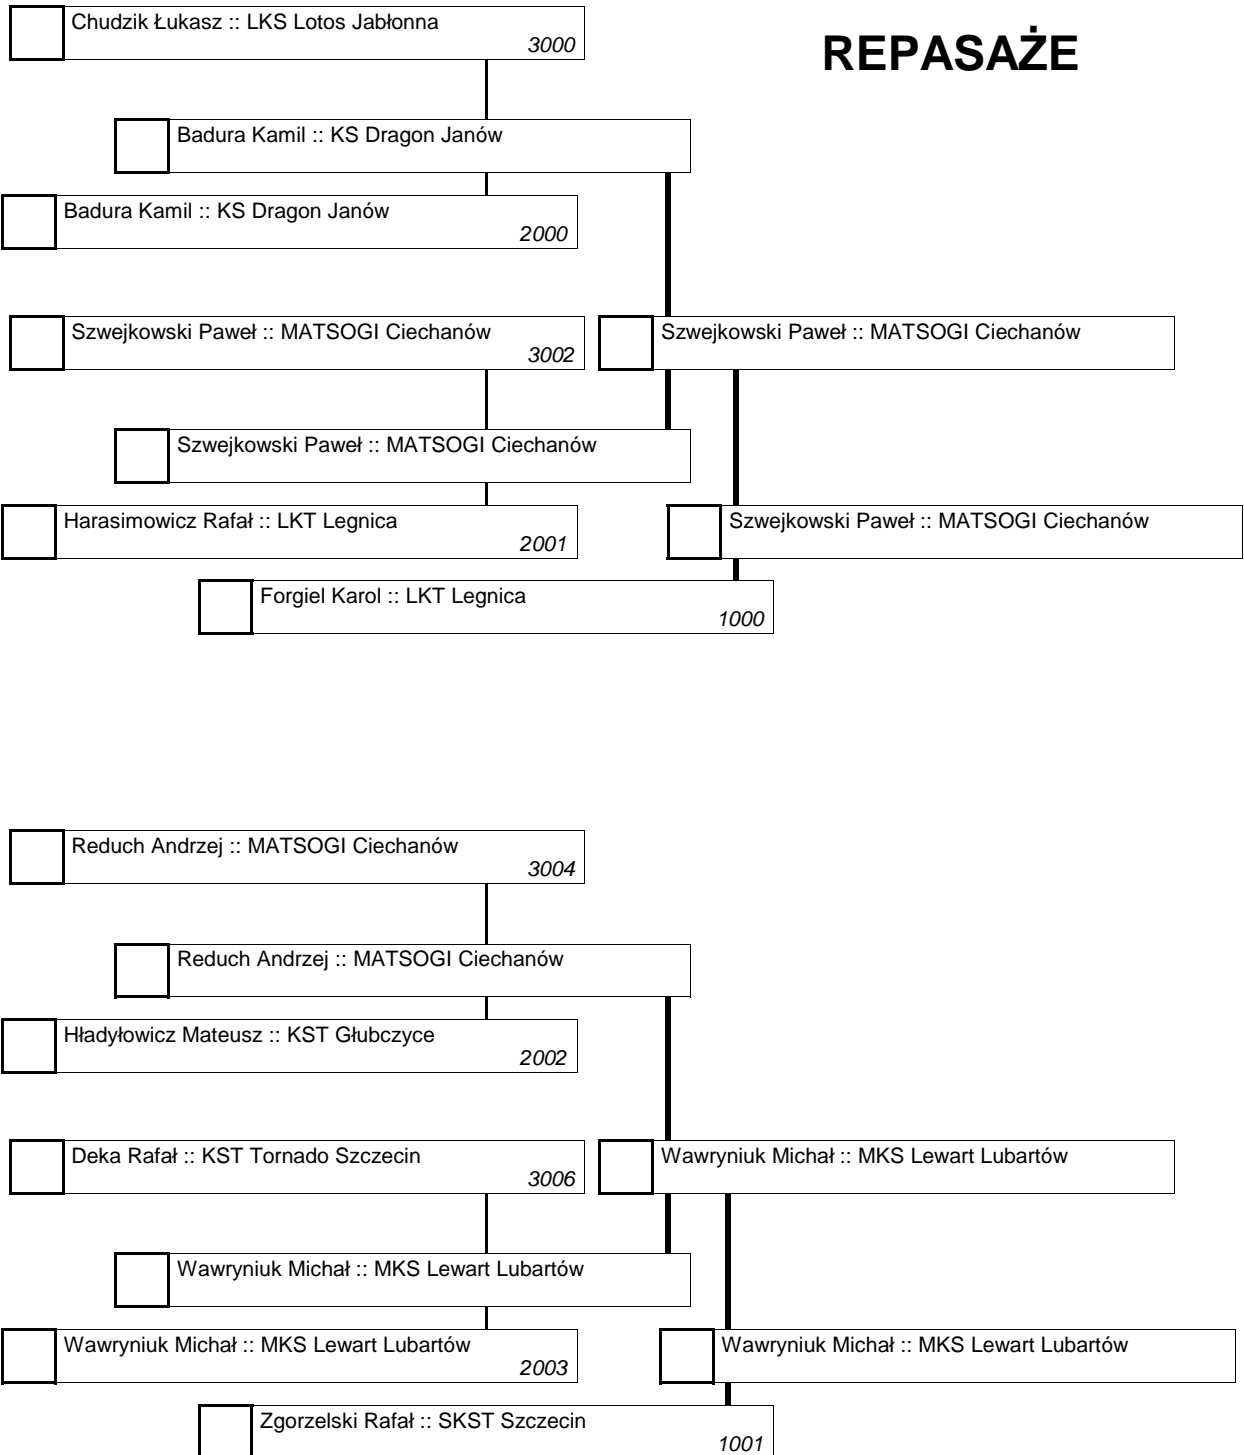 Chudzik Łukasz :: LKS Lotos Jabłonna
3000
REPASAŻE
Badura Kamil :: KS Dragon Janów
Badura Kamil :: KS Dragon Janów
2000
Szwejkowski Paweł :: MATSOGI Ciechanów
3002
Szwejkowski Paweł :: MATSOGI Ciechanów
Szwejkowski Paweł :: MATSOGI Ciechanów
Harasimowicz Rafał :: LKT Legnica
2001
Szwejkowski Paweł :: MATSOGI Ciechanów
Forgiel Karol :: LKT Legnica
1000
Reduch Andrzej :: MATSOGI Ciechanów
3004
Reduch Andrzej :: MATSOGI Ciechanów
Hładyłowicz Mateusz :: KST Głubczyce
2002
Deka Rafał :: KST Tornado Szczecin
3006
Wawryniuk Michał :: MKS Lewart Lubartów
Wawryniuk Michał :: MKS Lewart Lubartów
Wawryniuk Michał :: MKS Lewart Lubartów
2003
Wawryniuk Michał :: MKS Lewart Lubartów
Zgorzelski Rafał :: SKST Szczecin
1001